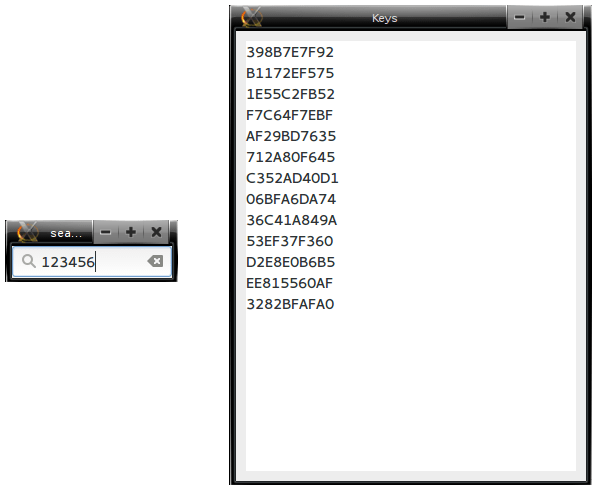 Keys
398B7E7F92
B1172EF575
1E55C2FB52
F7C64F7EBF
AF29BD7635
712A80F645
C352AD40D1
06BFA6DA74
36C41A849A
53EF37F360
D2E8E0B6B5
EE815560AF
3282BFAFA0
sea...
123456